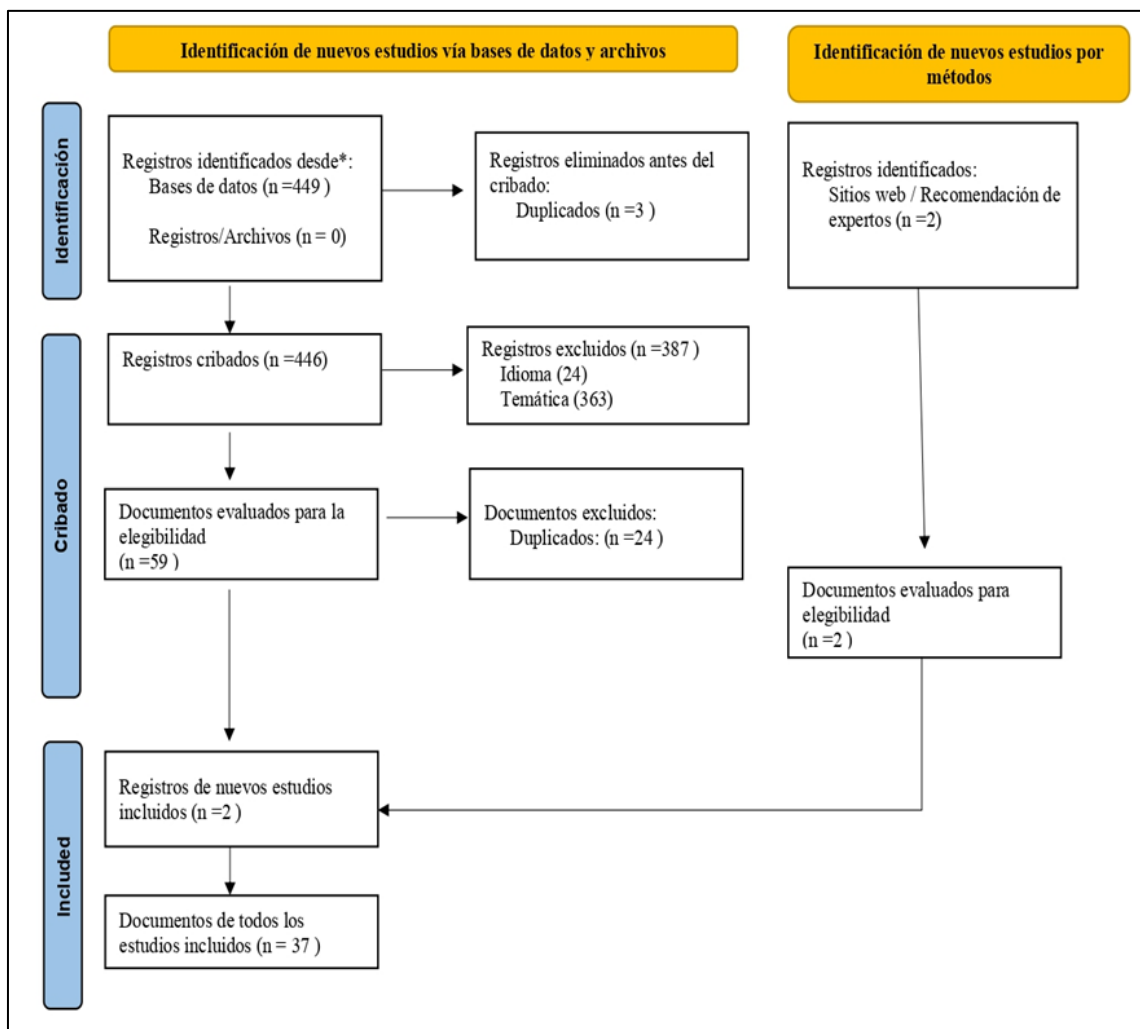 Identificación de nuevos estudios vía bases de datos y archivos
Identificación de nuevos estudios por
métodos
Identificación
Registros identificados desde*:
Bases de datos (n =449 )
Registros/Archivos (n = 0)
Registros eliminados antes del
cribado:
Duplicados (n =3 )
Registros identificados:
Sitios web / Recomendación de
expertos (n =2)
Cribado
Registros cribados (n =446)
Registros excluidos (n =387 )
Idioma (24)
Temática (363)
Documentos evaluados para la
elegibilidad
(n =59 )
Documentos excluidos:
Duplicados: (n =24 )
Documentos evaluados para
elegibilidad
(n =2 )
Included
Registros de nuevos estudios
incluidos (n =2 )
Documentos de todos los
estudios incluidos (n = 37 )